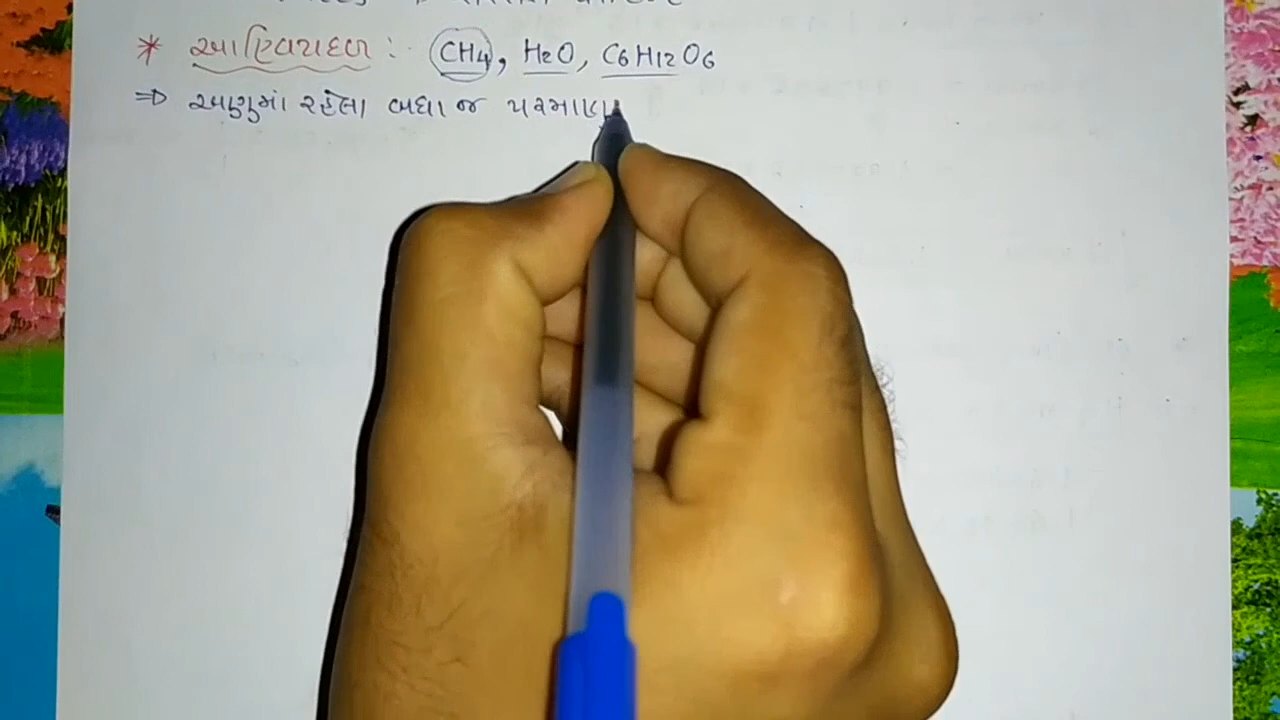 * આણ્વિયદળ : CH4, H2O, C6H12O6
⇒ અણુમાં રહેલા બધા જ પરમાણુ